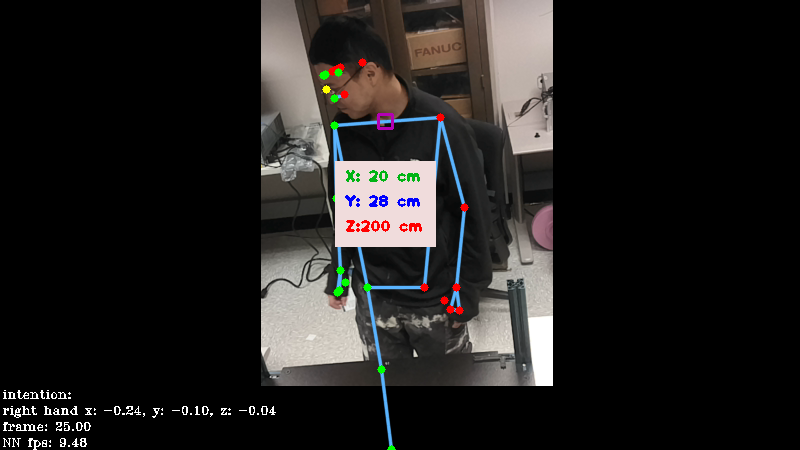 FANUC
X: 20 cm
Y: 28 cm
Z:200 cm
intention:
right hand x: −0.24, y: −0.10, z: −0.04
frame: 25.00
NN fps: 9.48